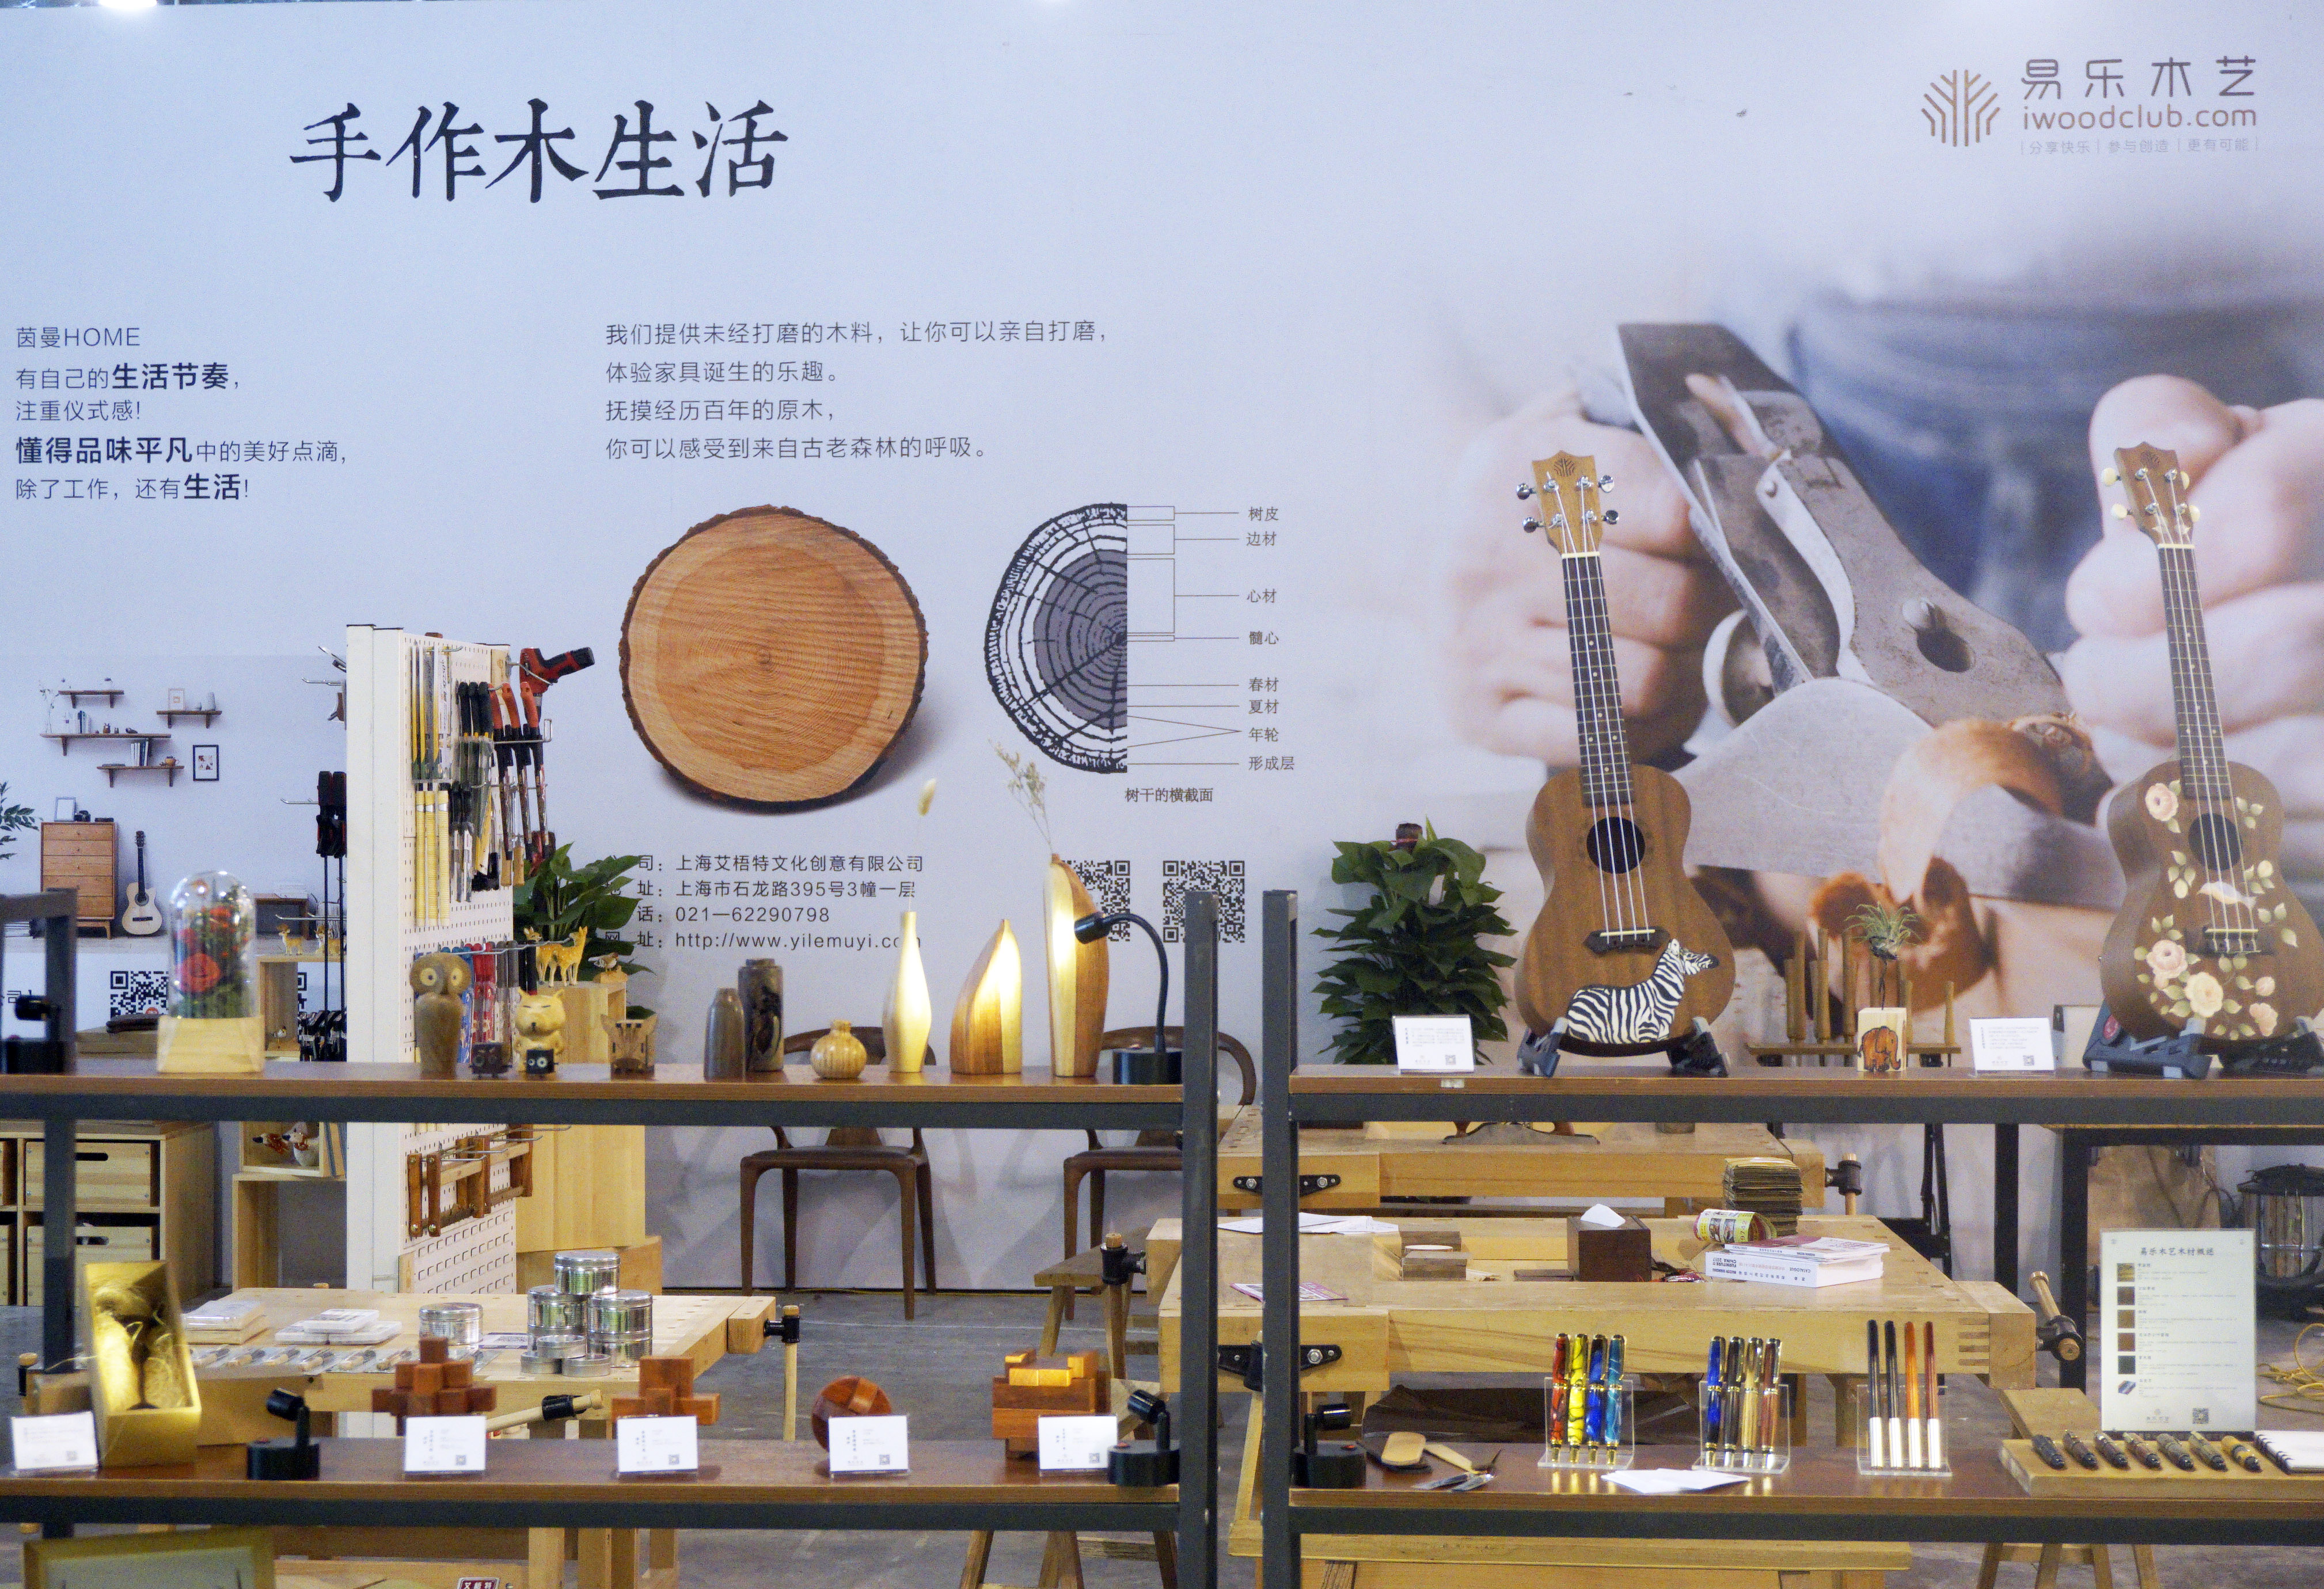 手作木生活
易乐木艺
iwoodclub.com
分享快乐 | 参与创造 | 更有可能
茵曼HOME
有自己的生活节奏，
注重仪式感！
懂得品味平凡中的美好点滴，
除了工作，还有生活！
我们提供未经打磨的木料，让你可以亲自打磨，
体验家具诞生的乐趣。
抚摸经历百年的原木，
你可以感受到来自古老森林的呼吸。
树皮
边材
心材
髓心
春材
夏材
年轮
形成层
树干的横截面
司：上海艾梧特文化创意有限公司
址：上海市石龙路395号3幢一层
话：021—62290798
网 址：http://www.yilemuyi.com
易乐木艺木材概述